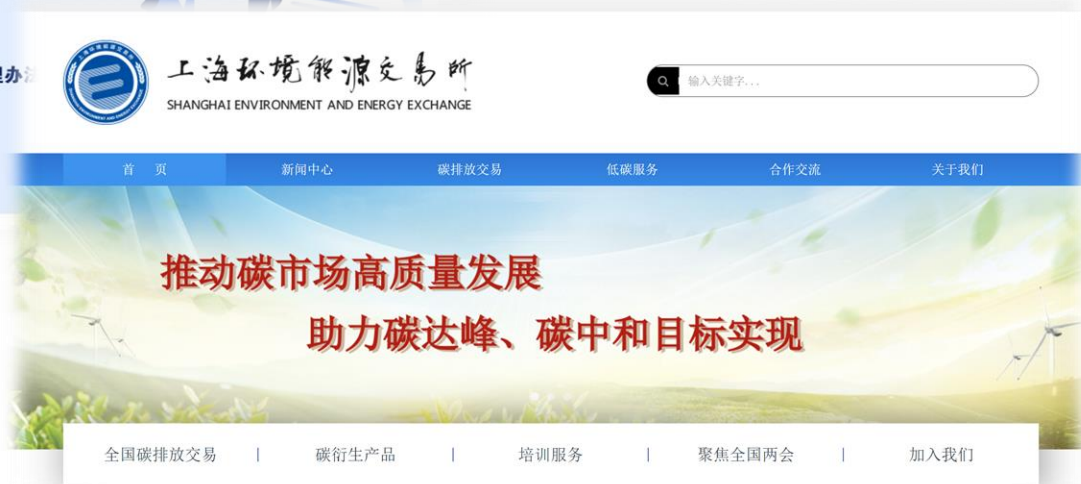 理办法
上海环境能源交易所
SHANGHAI ENVIRONMENT AND ENERGY EXCHANGE
输入关键字...
首 页
新闻中心
碳排放交易
低碳服务
合作交流
关于我们
推动碳市场高质量发展
助力碳达峰、碳中和目标实现
全国碳排放交易
碳衍生产品
培训服务
聚焦全国两会
加入我们